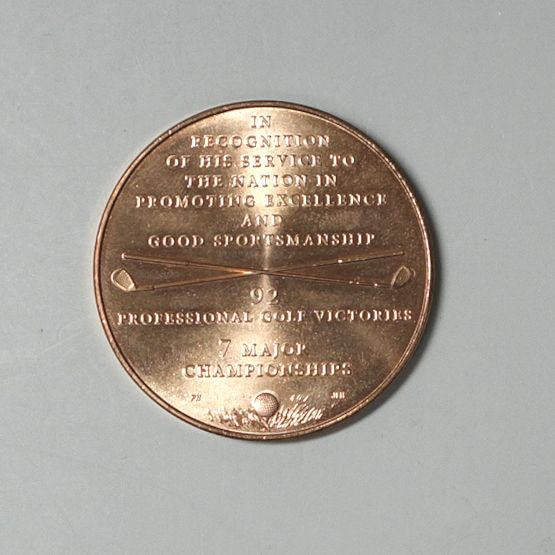 IN
RECOGNITION
OF HIS SERVICE TO
THE NATION IN
PROMOTING EXCELLENCE
AND
GOOD SPORTSMANSHIP
92
PROFESSIONAL GOLF VICTORIES
7 MAJOR
CHAMPIONSHIPS